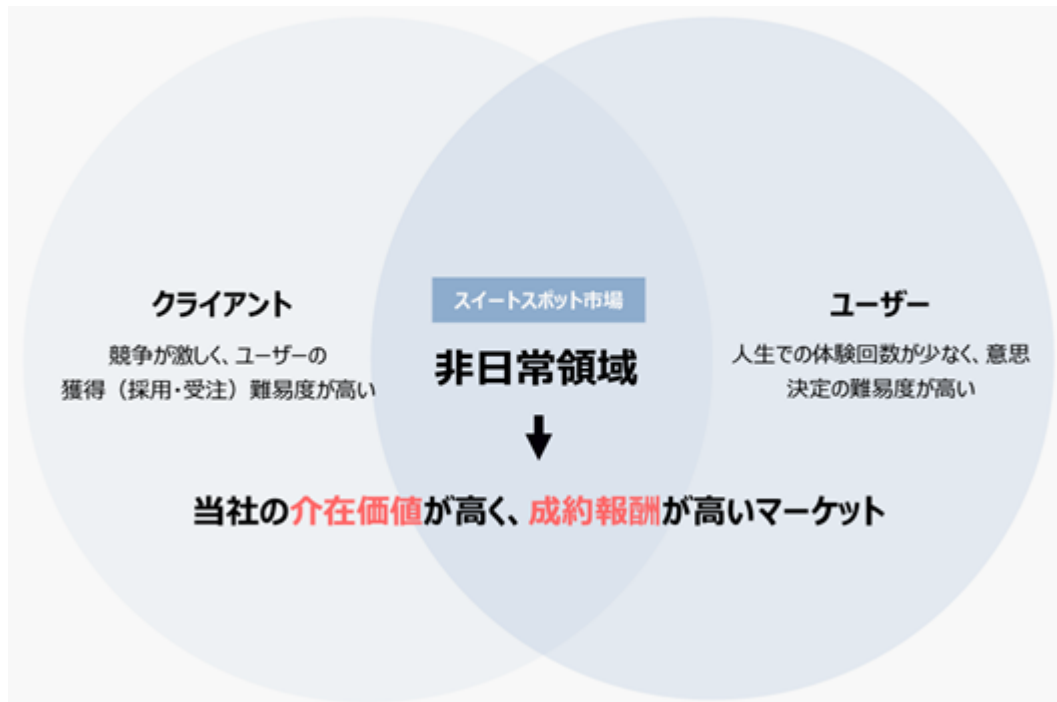 クライアント
競争が激しく、ユーザーの
獲得（採用・受注）難易度が高い
スイートスポット市場
非日常領域
ユーザー
人生での体験回数が少なく、意思
決定の難易度が高い
当社の介在価値が高く、成約報酬が高いマーケット